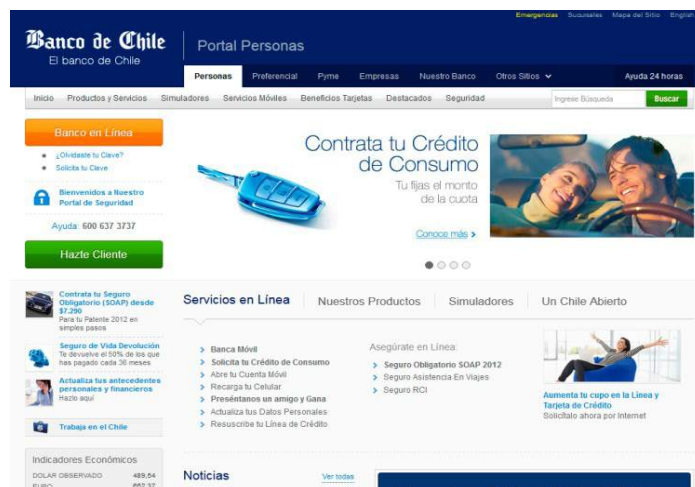 Emergencias Sucursales Mapa del Sitio English
Banco de Chile
El banco de Chile
Portal Personas
Personas Preferencial Pyme Empresas Nuestro Banco Otros Sitios Ayuda 24 horas
Inicio Productos y Servicios Simuladores Servicios Móviles Beneficios Tarjetas Destacados Seguridad Ingrese Búsqueda Buscar
Banco en Línea
¿Olvidaste tu Clave?
Solicita tu Clave
Bienvenidos a Nuestro
Portal de Seguridad
Ayuda: 600 637 3737
Hazte Cliente
Contrata tu Crédito
de Consumo
Tu fijas el monto
de la cuota
Conoce más >
Contrata tu Seguro
Obligatorio (SOAP) desde
$7.290
Para tu Patente 2012 en
simples pasos
Seguro de Vida Devolución
Te devuelve el 50% de los que
has pagado cada 36 meses
Actualiza tus antecedentes
personales y financieros
Hazlo aquí
Trabaja en el Chile
Indicadores Económicos
DOLAR OBSERVADO 489,54
EURO 667,37
Servicios en Línea Nuestros Productos Simuladores Un Chile Abierto
> Banca Móvil
> Solicita tu Crédito de Consumo
> Abre tu Cuenta Móvil
> Recarga tu Celular
> Preséntanos un amigo y Gana
> Actualiza tus Datos Personales
> Resuscribe tu Línea de Crédito
Asegúrate en Línea:
> Seguro Obligatorio SOAP 2012
> Seguro Asistencia En Viajes
> Seguro RCI
Aumenta tu cupo en la Línea y
Tarjeta de Crédito
Solicítalo ahora por Internet
Noticias Ver todas